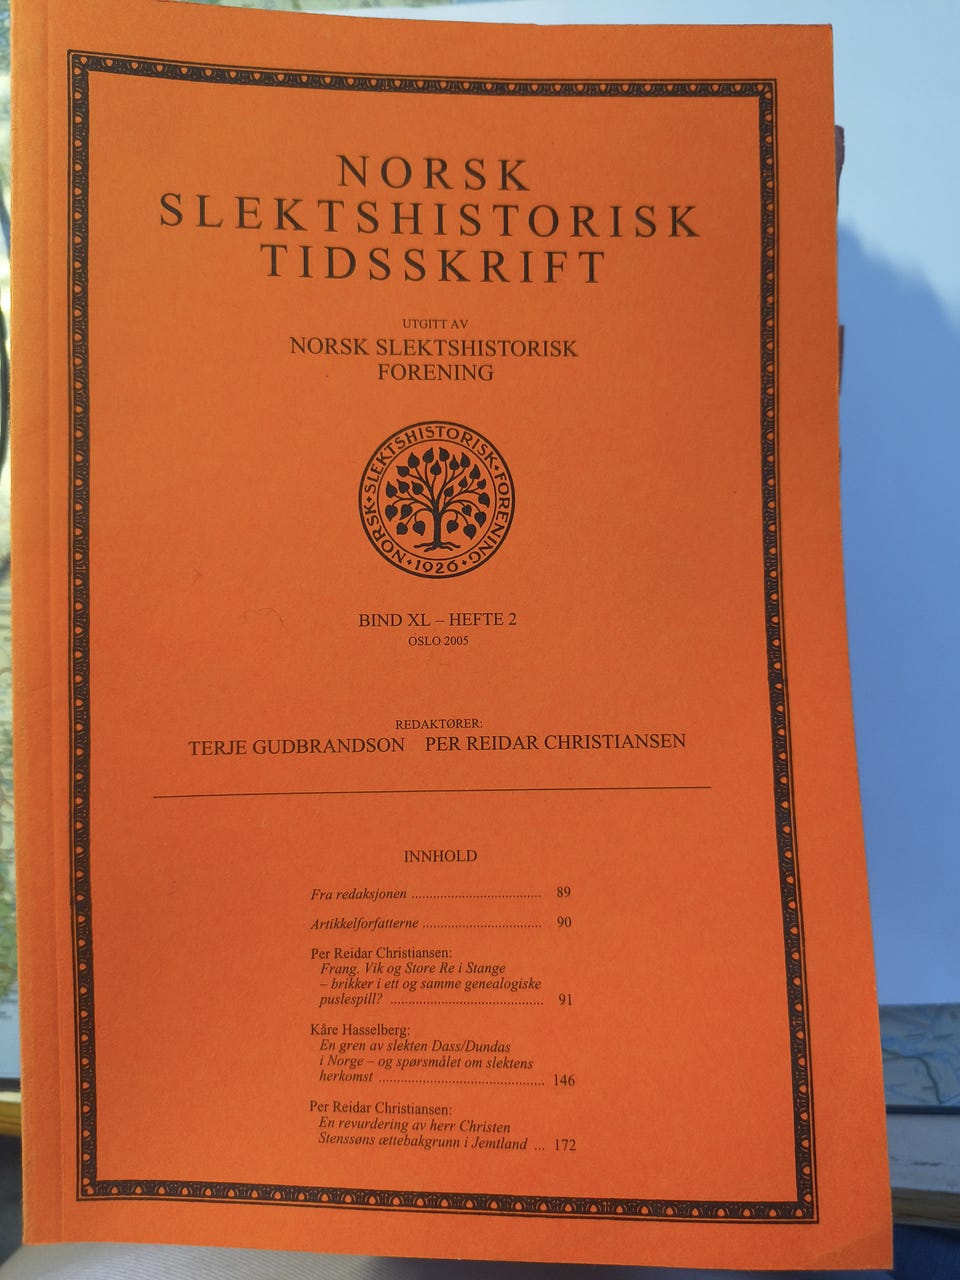 NORSK
SLEKTSHISTORISK
TIDSSKRIFT
UTGITT AV
NORSK SLEKTSHISTORISK
FORENING
NORSK • SLEKTSHISTORISK • FORENING • 1926 •
BIND XL – HEFTE 2
OSLO 2005
REDAKTØRER:
TERJE GUDBRANDSON PER REIDAR CHRISTIANSEN
INNHOLD
Fra redaksjonen .................................... 89
Artikkelforfatterne ................................. 90
Per Reidar Christiansen:
Frang. Vik og Store Re i Stange
– brikker i ett og samme genealogiske
puslespill? ........................................... 91
Kåre Hasselberg:
En gren av slekten Dass/Dundas
i Norge – og spørsmålet om slektens
herkomst .............................................. 146
Per Reidar Christiansen:
En revurdering av herr Christen
Stenssøns ættebakgrunn i Jemtland ... 172